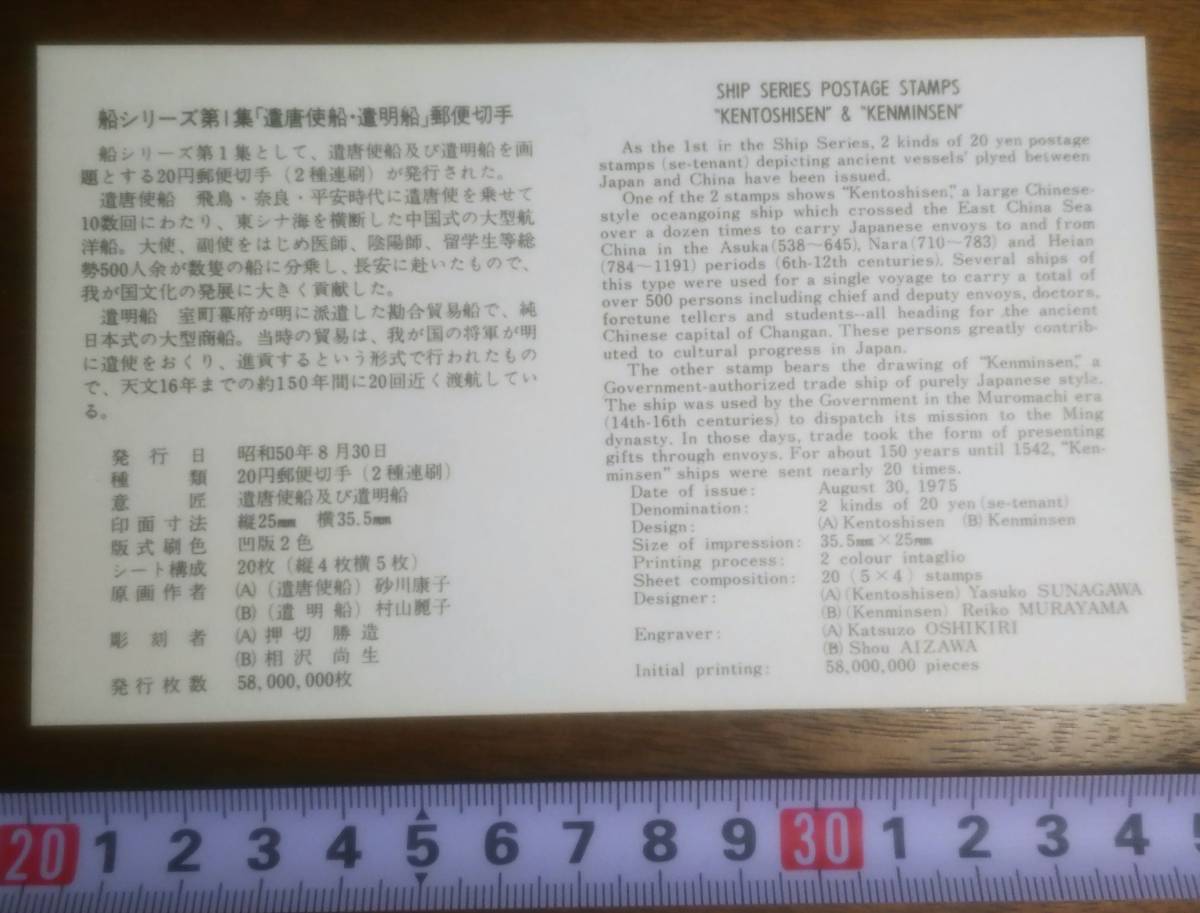 船シリーズ第1集「遣唐使船・遣明船」郵便切手
船シリーズ第1集として、遣唐使船及び遣明船を画
題とする20円郵便切手（2種連刷）が発行された。
遣唐使船　飛鳥・奈良・平安時代に遣唐使を乗せて
10数回にわたり、東シナ海を横断した中国式の大型航
洋船。大使、副使をはじめ医師、陰陽師、留学生等総
勢500人余が数隻の船に分乗し、長安に赴いたもので、
我が国文化の発展に大きく貢献した。
遣明船　室町幕府が明に派遣した勘合貿易船で、純
日本式の大型商船。当時の貿易は、我が国の将軍が明
に遣使をおくり、進貢するという形式で行われたもの
で、天文16年までの約150年間に20回近く渡航してい
る。
発行日　昭和50年8月30日
種類　20円郵便切手（2種連刷）
意匠　遣唐使船及び遣明船
印面寸法　縦25㎜　横35.5㎜
版式刷色　凹版2色
シート構成　20枚（縦4枚横5枚）
原画作者　(A)（遣唐使船）砂川康子
(B)（遣明船）村山麗子
彫刻者　(A)押切勝造
(B)相沢尚生
発行枚数　58,000,000枚
SHIP SERIES POSTAGE STAMPS
"KENTOSHISEN" & "KENMINSEN"
As the 1st in the Ship Series, 2 kinds of 20 yen postage
stamps (se-tenant) depicting ancient vessels' plyed between
Japan and China have been issued.
One of the 2 stamps shows "Kentoshisen," a large Chinese-
style oceangoing ship which crossed the East China Sea
over a dozen times to carry Japanese envoys to and from
China in the Asuka (538～645), Nara (710～783) and Heian
(784～1191) periods (6th-12th centuries). Several ships of
this type were used for a single voyage to carry a total of
over 500 persons including chief and deputy envoys, doctors,
foretune tellers and students--all heading for the ancient
Chinese capital of Changan. These persons greatly contrib-
uted to cultural progress in Japan.
The other stamp bears the drawing of "Kenminsen," a
Government-authorized trade ship of purely Japanese style.
The ship was used by the Government in the Muromachi era
(14th-16th centuries) to dispatch its mission to the Ming
dynasty. In those days, trade took the form of presenting
gifts through envoys. For about 150 years until 1542, "Ken-
minsen" ships were sent nearly 20 times.
Date of issue: August 30, 1975
Denomination: 2 kinds of 20 yen (se-tenant)
Design: (A) Kentoshisen (B) Kenminsen
Size of impression: 35.5㎜×25㎜
Printing process: 2 colour intaglio
Sheet composition: 20 (5×4) stamps
Designer: (A) (Kentoshisen) Yasuko SUNAGAWA
(B) (Kenminsen) Reiko MURAYAMA
Engraver: (A) Katsuzo OSHIKIRI
(B) Shou AIZAWA
Initial printing: 58,000,000 pieces
20 1 2 3 4 5 6 7 8 9 30 1 2 3 4 5